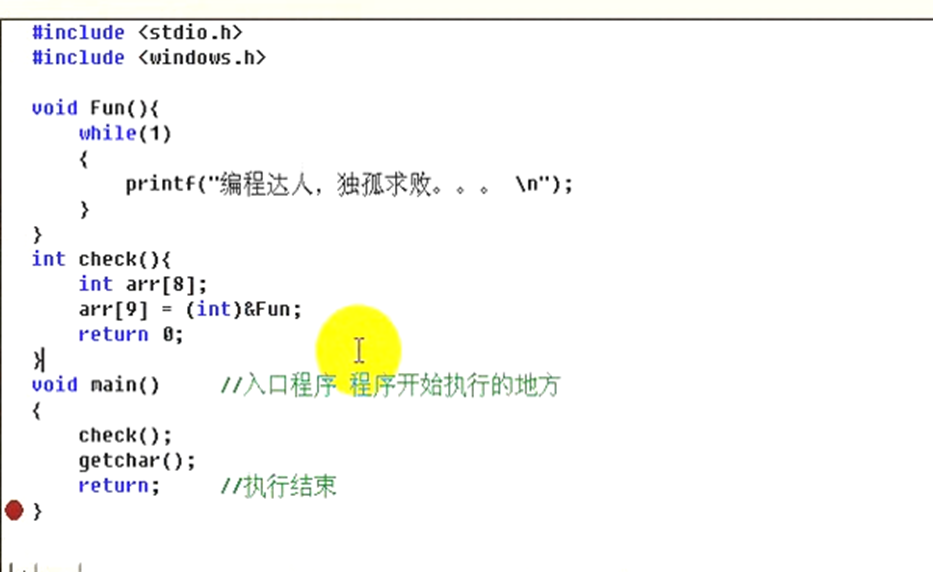 #include <stdio.h>
#include <windows.h>
void Fun(){
while(1)
{
printf("编程达人，独孤求败。。。 \n");
}
}
int check(){
int arr[8];
arr[9] = (int)&Fun;
return 0;
}
void main() //入口程序 程序开始执行的地方
{
check();
getchar();
return; //执行结束
}